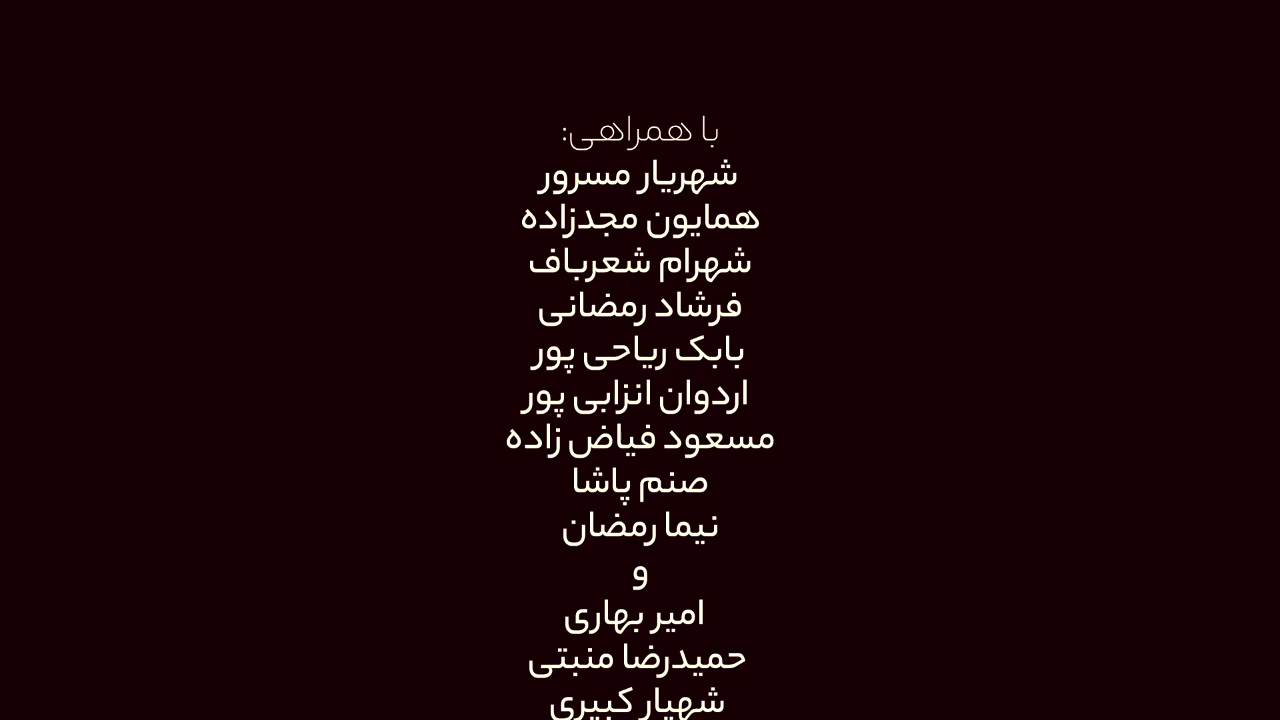 با همراهی:
شهریار مسرور
همایون مجدزاده
شهرام شعرباف
فرشاد رمضانی
بابک ریاحی پور
اردوان انزابی پور
مسعود فیاض زاده
صنم پاشا
نیما رمضان
و
امیر بهاری
حمیدرضا منبتی
شهیار کبیری